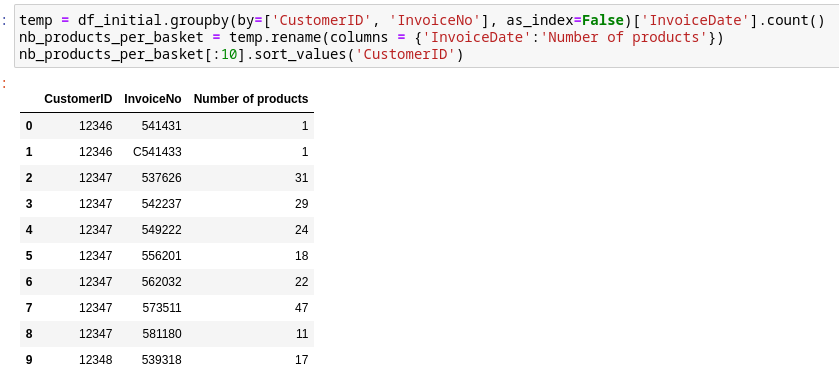 : temp = df_initial.groupby(by=['CustomerID', 'InvoiceNo'], as_index=False)['InvoiceDate'].count()
nb_products_per_basket = temp.rename(columns = {'InvoiceDate':'Number of products'})
nb_products_per_basket[:10].sort_values('CustomerID')
:
CustomerID InvoiceNo Number of products
0 12346 541431 1
1 12346 C541433 1
2 12347 537626 31
3 12347 542237 29
4 12347 549222 24
5 12347 556201 18
6 12347 562032 22
7 12347 573511 47
8 12347 581180 11
9 12348 539318 17